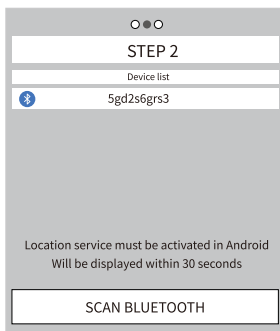 STEP 2
Device list
5gd2s6grs3
Location service must be activated in Android
Will be displayed within 30 seconds
SCAN BLUETOOTH